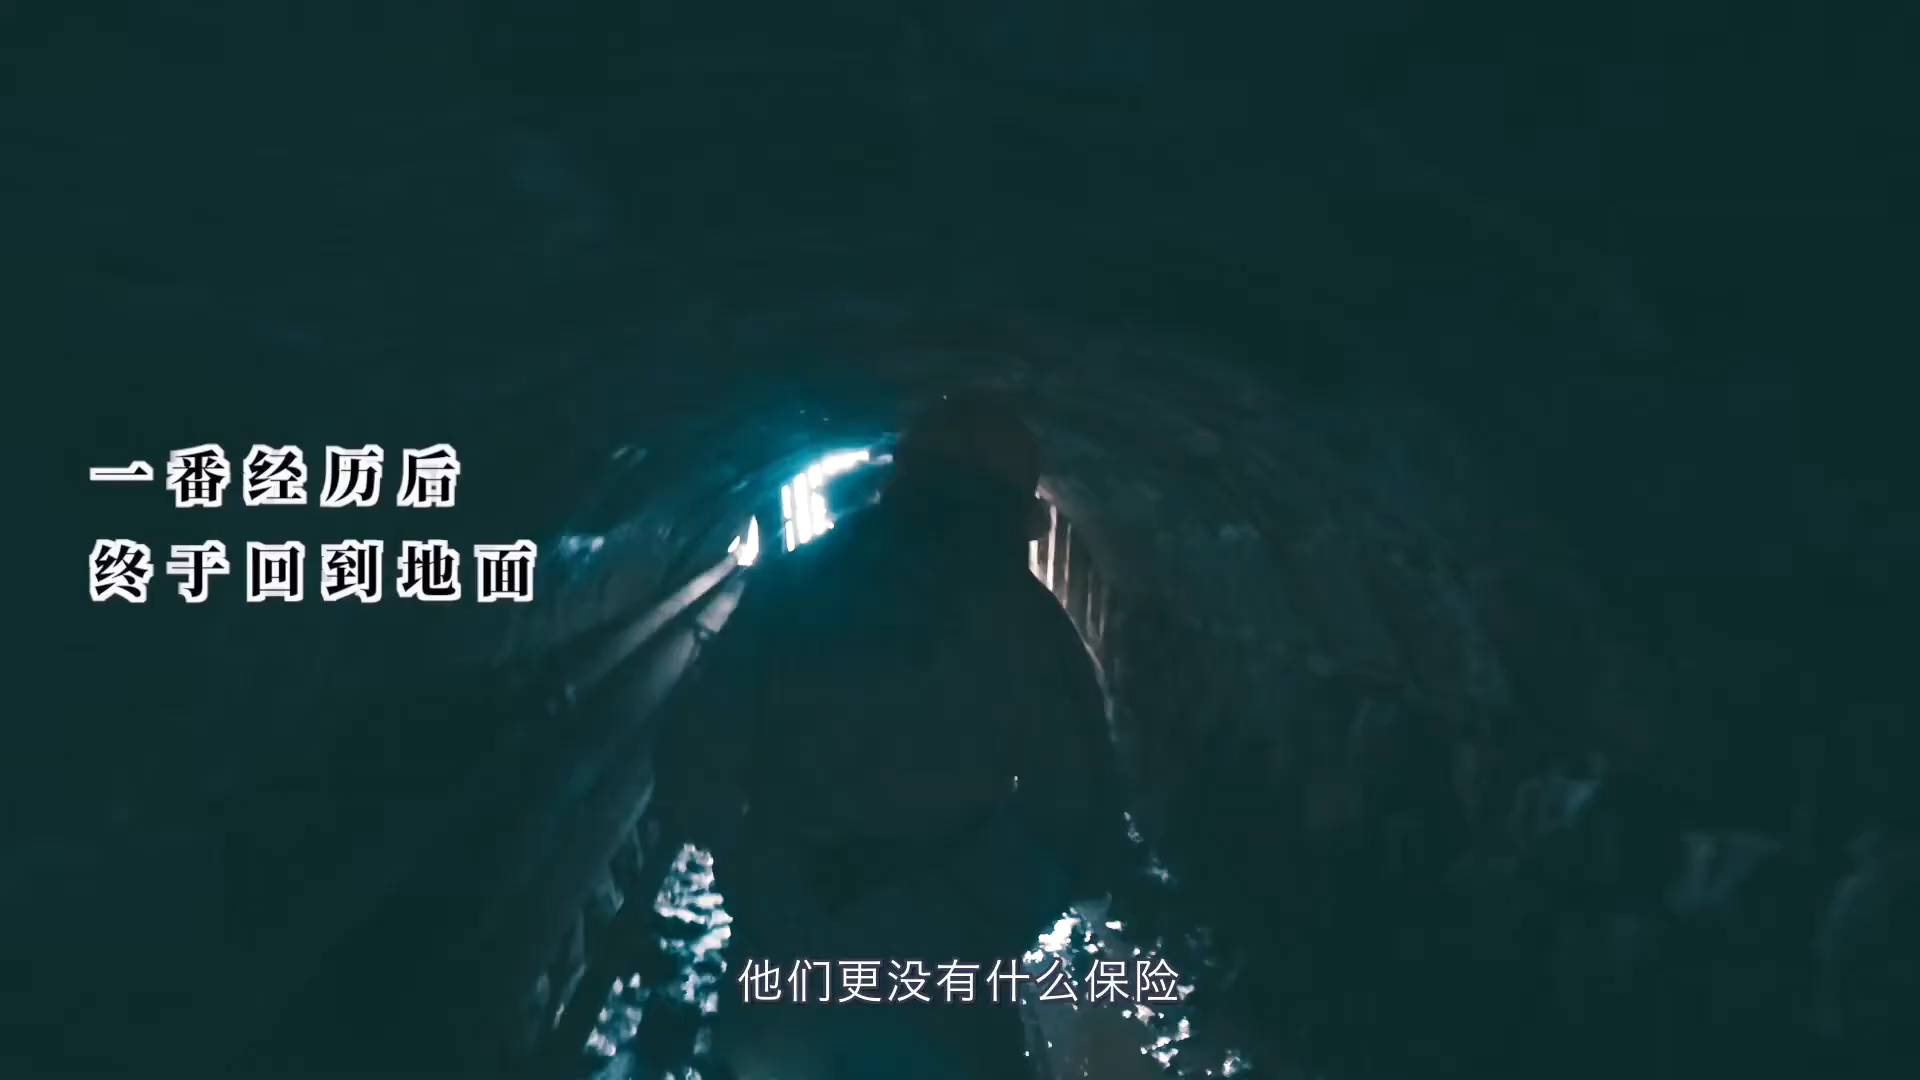 一番经历后
终于回到地面
他们更没有什么保险